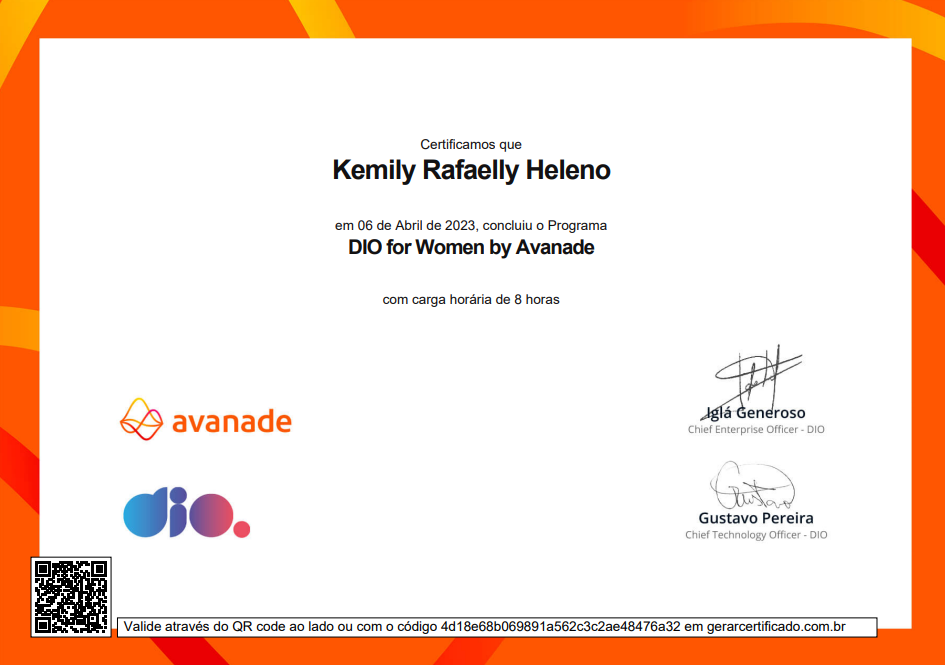 Certificamos que
Kemily Rafaelly Heleno
em 06 de Abril de 2023, concluiu o Programa
DIO for Women by Avanade
com carga horária de 8 horas
avanade
dio.
Iglá Generoso
Chief Enterprise Officer - DIO
Gustavo Pereira
Chief Technology Officer - DIO
Valide através do QR code ao lado ou com o código 4d18e68b069891a562c3c2ae48476a32 em gerarcertificado.com.br